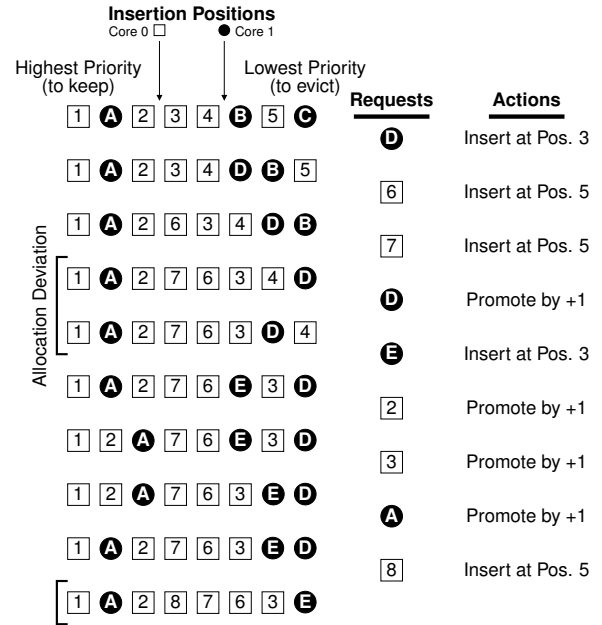 Insertion Positions
Core 0 Core 1
Highest Priority (to keep)
Lowest Priority (to evict)
Requests Actions
1 A 2 3 4 B 5 C
D Insert at Pos. 3
1 A 2 3 4 D B 5
6 Insert at Pos. 5
1 A 2 6 3 4 D B
7 Insert at Pos. 5
Allocation Deviation
1 A 2 7 6 3 4 D
D Promote by +1
1 A 2 7 6 3 D 4
E Insert at Pos. 3
1 A 2 7 6 E 3 D
2 Promote by +1
1 2 A 7 6 E 3 D
3 Promote by +1
1 2 A 7 6 3 E D
A Promote by +1
1 A 2 7 6 3 E D
8 Insert at Pos. 5
1 A 2 8 7 6 3 E